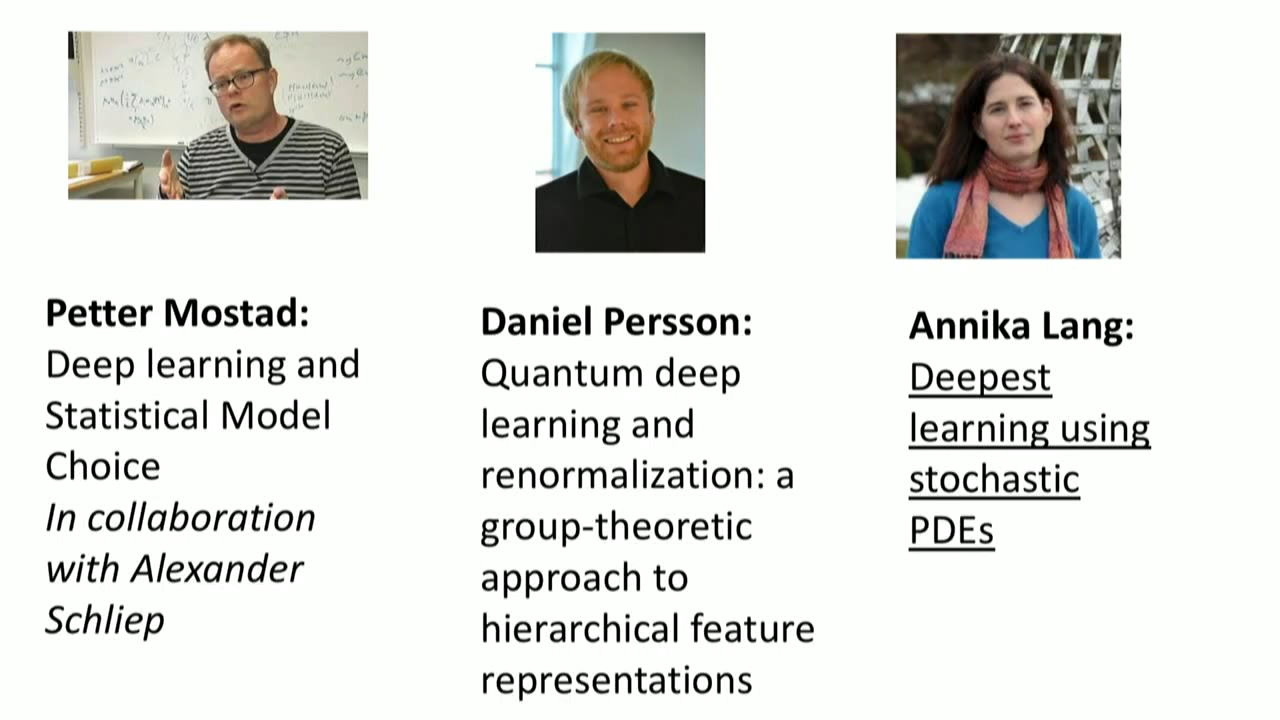 Petter Mostad:
Deep learning and
Statistical Model
Choice
In collaboration
with Alexander
Schliep
Daniel Persson:
Quantum deep
learning and
renormalization: a
group-theoretic
approach to
hierarchical feature
representations
Annika Lang:
Deepest
learning using
stochastic
PDEs